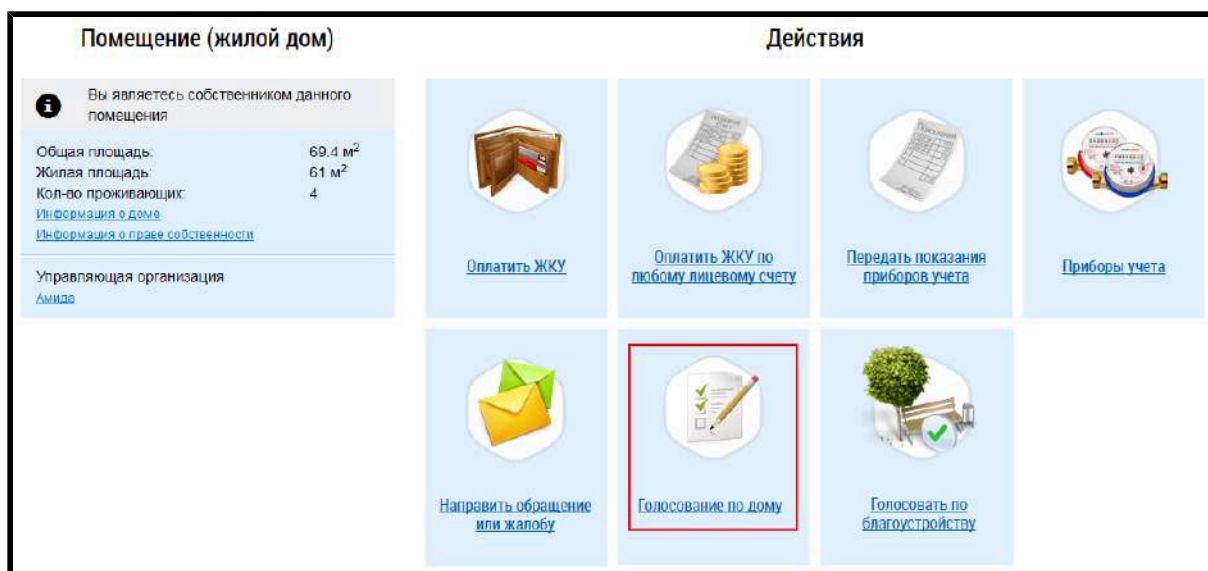 Помещение (жилой дом)
Действия
Вы являетесь собственником данного
помещения
Общая площадь: 69.4 м²
Жилая площадь: 61 м²
Кол-во проживающих: 4
Информация о доме
Информация о праве собственности
Управляющая организация
Амида
Оплатить ЖКУ
Оплатить ЖКУ по
любому лицевому счету
Передать показания
приборов учета
Приборы учета
Направить обращение
или жалобу
Голосование по дому
Голосовать по
благоустройству